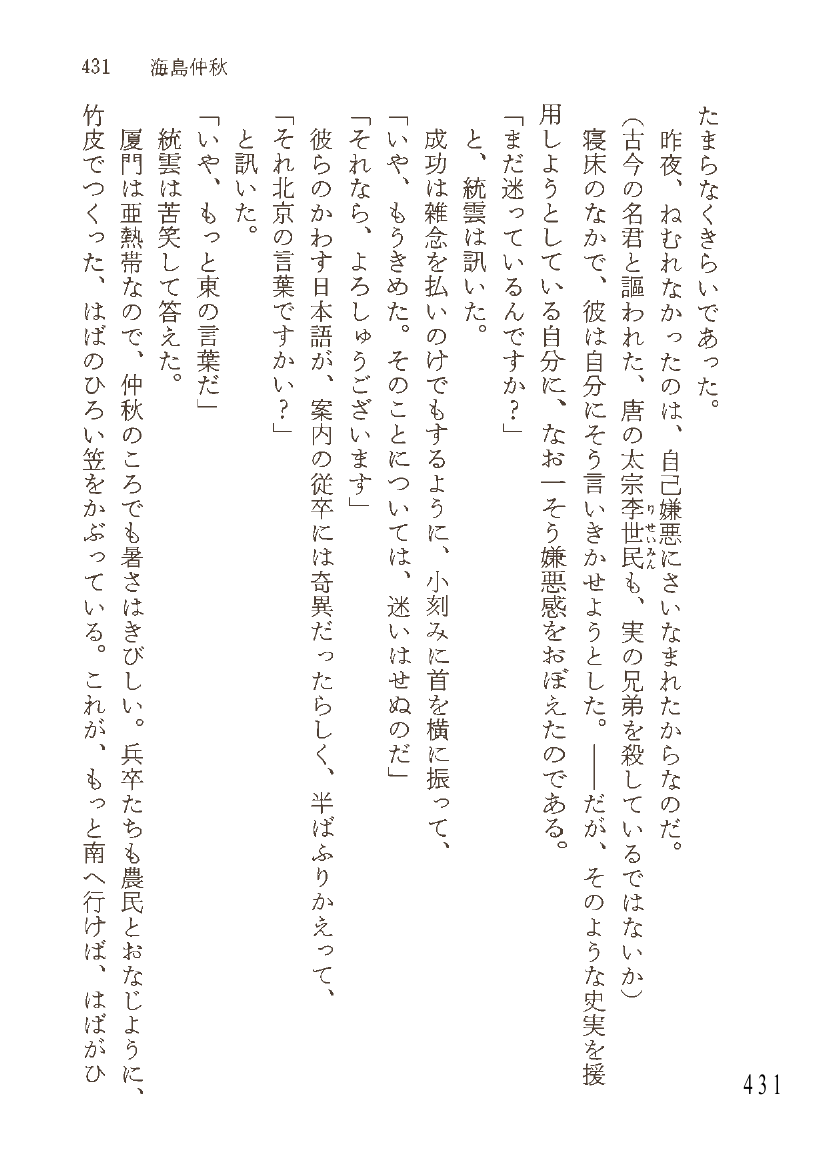 431 海島仲秋
たまらなくきらいであった。
昨夜、ねむれなかったのは、自己嫌悪にさいなまれたからなのだ。
(古今の名君と謳われた、唐の太宗李世民も、実の兄弟を殺しているではないか)
りせいみん
寝床のなかで、彼は自分にそう言いきかせようとした。――だが、そのような史実を援
用しようとしている自分に、なお一そう嫌悪感をおぼえたのである。
「まだ迷っているんですか?」
と、統雲は訊いた。
成功は雑念を払いのけでもするように、小刻みに首を横に振って、
「いや、もうきめた。そのことについては、迷いはせぬのだ」
「それなら、よろしゅうございます」
彼らのかわす日本語が、案内の従卒には奇異だったらしく、半ばふりかえって、
「それ北京の言葉ですかい?」
と訊いた。
「いや、もっと東の言葉だ」
統雲は苦笑して答えた。
厦門は亜熱帯なので、仲秋のころでも暑さはきびしい。兵卒たちも農民とおなじように、
竹皮でつくった、はばのひろい笠をかぶっている。これが、もっと南へ行けば、はばがひ
431